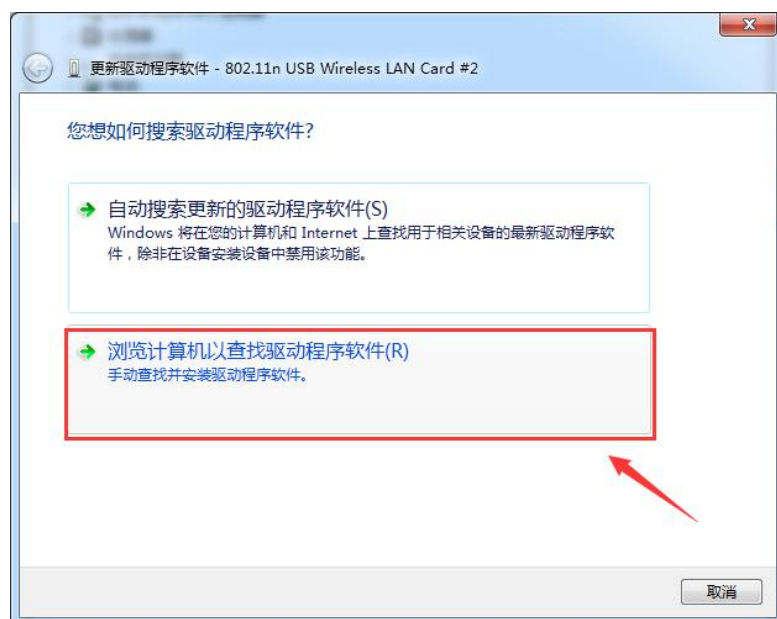 更新驱动程序软件 - 802.11n USB Wireless LAN Card #2
您想如何搜索驱动程序软件?
自动搜索更新的驱动程序软件(S)
Windows 将在您的计算机和 Internet 上查找用于相关设备的最新驱动程序软
件，除非在设备安装设备中禁用该功能。
浏览计算机以查找驱动程序软件(R)
手动查找并安装驱动程序软件。
取消